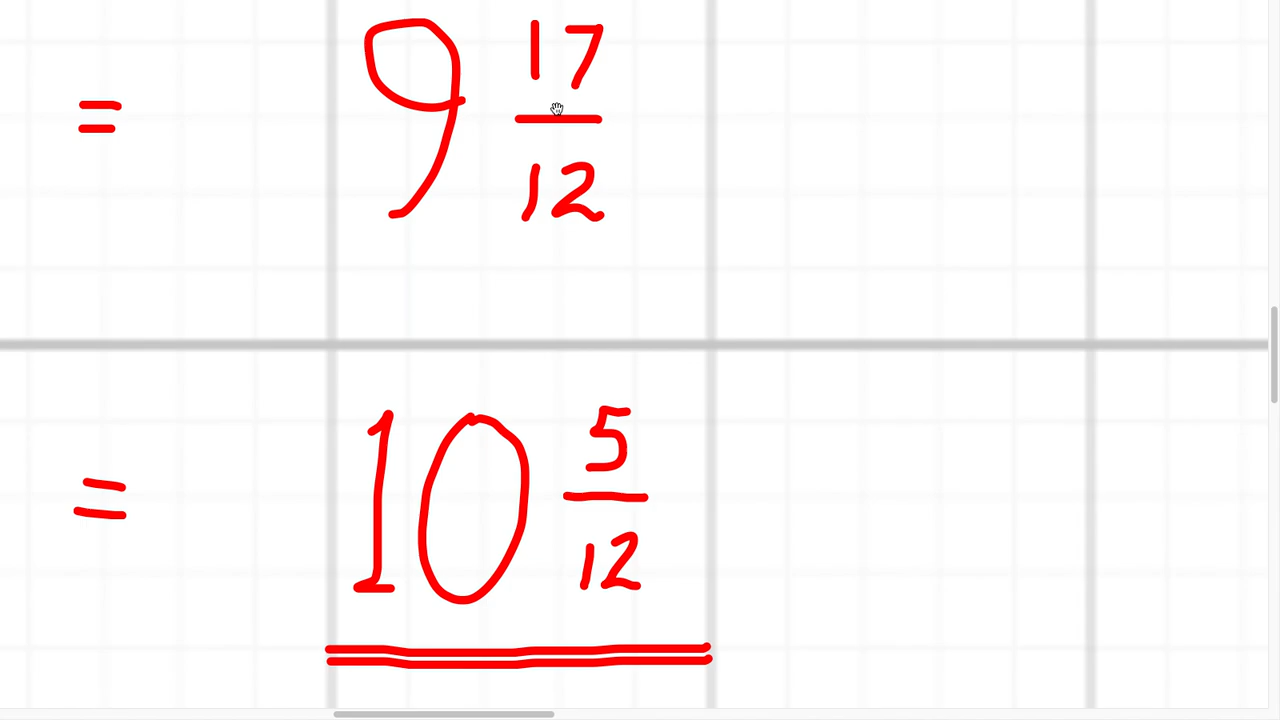 = 9 17/12
= 10 5/12